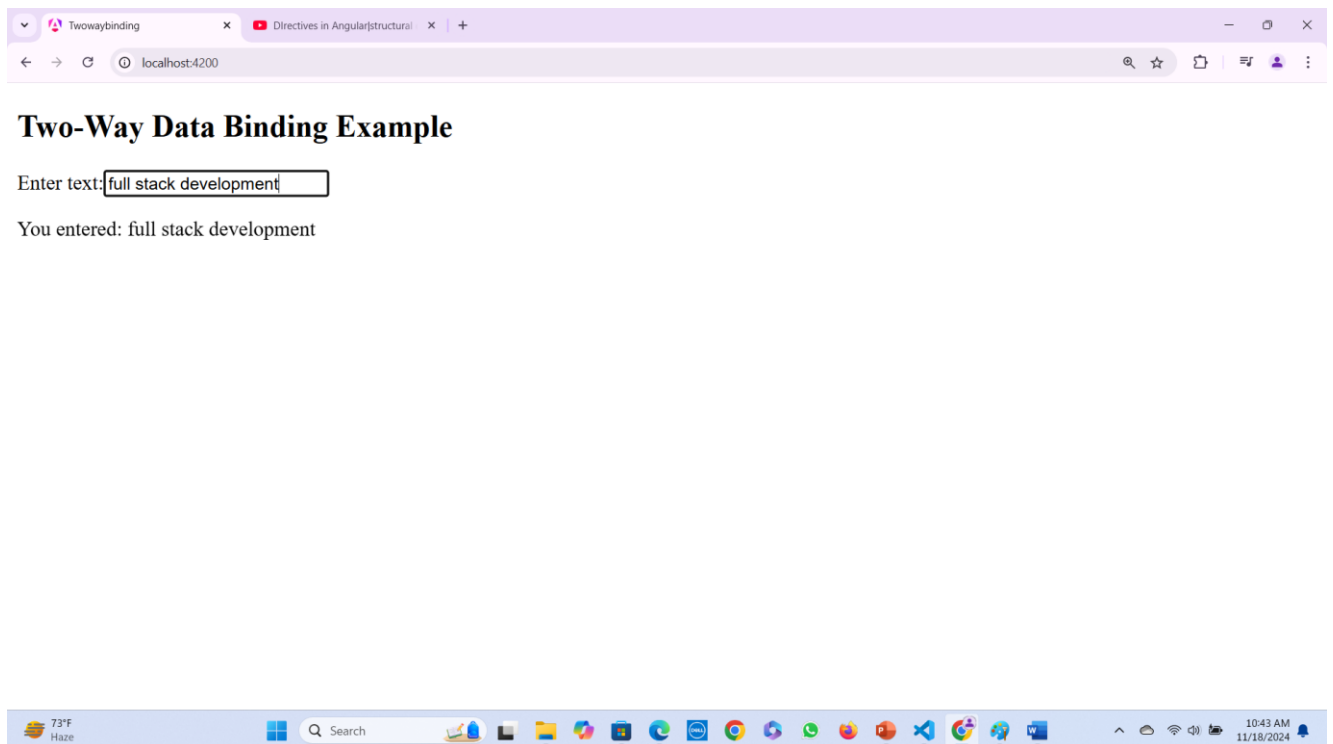 Twowaybinding
DIrectives in Angular|structural
localhost:4200
Two-Way Data Binding Example
Enter text: full stack development
You entered: full stack development
73°F
Haze
Search
DELL
10:43 AM
11/18/2024